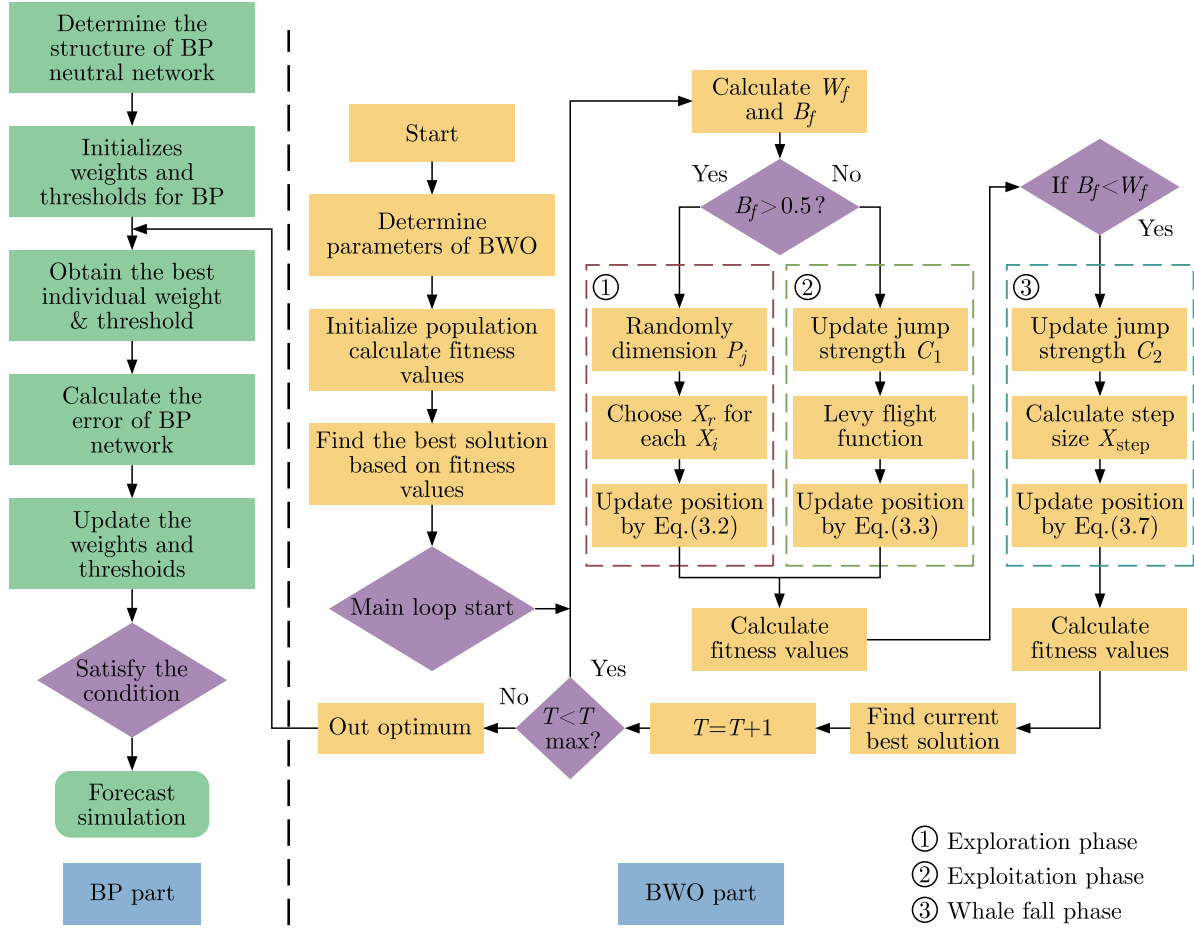 Determine the
structure of BP
neutral network
Initializes
weights and
thresholds for BP
Obtain the best
individual weight
& threshold
Calculate the
error of BP
network
Update the
weights and
threshoids
Satisfy the
condition
Forecast
simulation
BP part
Start
Determine
parameters of BWO
Initialize population
calculate fitness
values
Find the best solution
based on fitness
values
Main loop start
Calculate W_f
and B_f
Yes
No
B_f>0.5?
①
Randomly
dimension P_j
Choose X_r for
each X_i
Update position
by Eq.(3.2)
②
Update jump
strength C_1
Levy flight
function
Update position
by Eq.(3.3)
Calculate
fitness values
If B_f<W_f
Yes
③
Update jump
strength C_2
Calculate step
size X_step
Update position
by Eq.(3.7)
Calculate
fitness values
Find current
best solution
T=T+1
Yes
No
T<T
max?
Out optimum
BWO part
① Exploration phase
② Exploitation phase
③ Whale fall phase